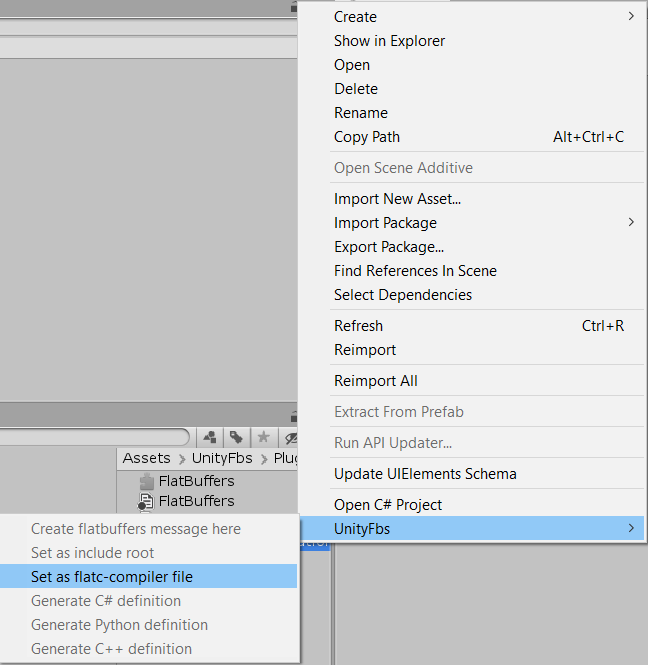 Create
Show in Explorer
Open
Delete
Rename
Copy Path Alt+Ctrl+C
Open Scene Additive
Import New Asset...
Import Package
Export Package...
Find References In Scene
Select Dependencies
Refresh Ctrl+R
Reimport
Reimport All
Extract From Prefab
Run API Updater...
Update UIElements Schema
Open C# Project
UnityFbs
Assets > UnityFbs > Plug
FlatBuffers
FlatBuffers
Create flatbuffers message here
Set as include root
Set as flatc-compiler file
Generate C# definition
Generate Python definition
Generate C++ definition